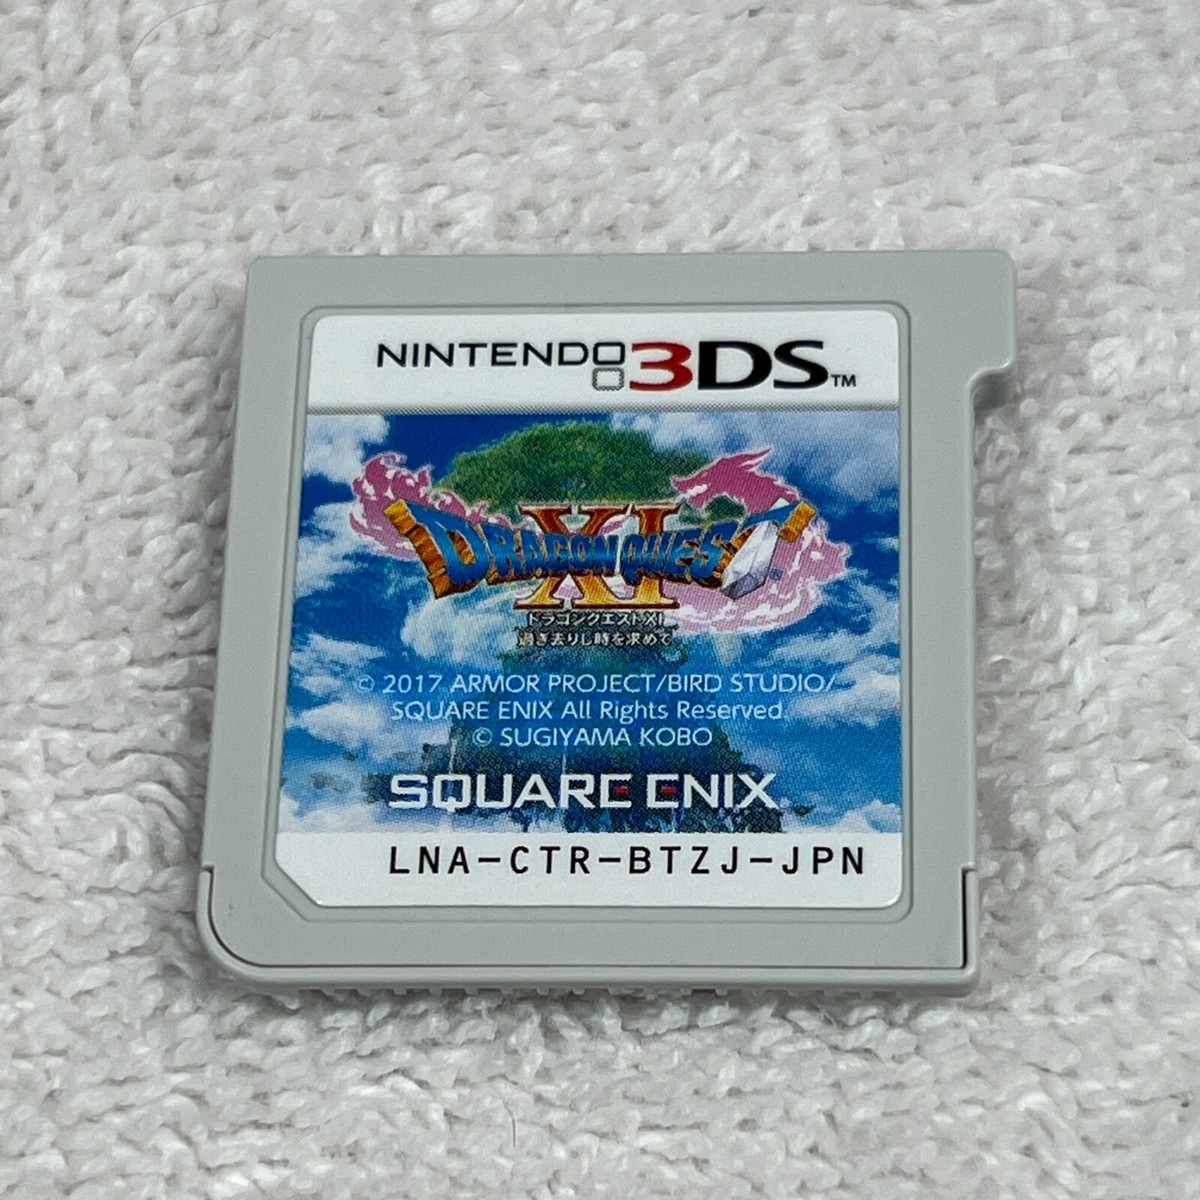 NINTENDO 3DS™
DRAGON QUEST
XI
ドラゴンクエストXI
過ぎ去りし時を求めて
© 2017 ARMOR PROJECT/BIRD STUDIO/
SQUARE ENIX All Rights Reserved.
© SUGIYAMA KOBO
SQUARE ENIX
LNA-CTR-BTZJ-JPN